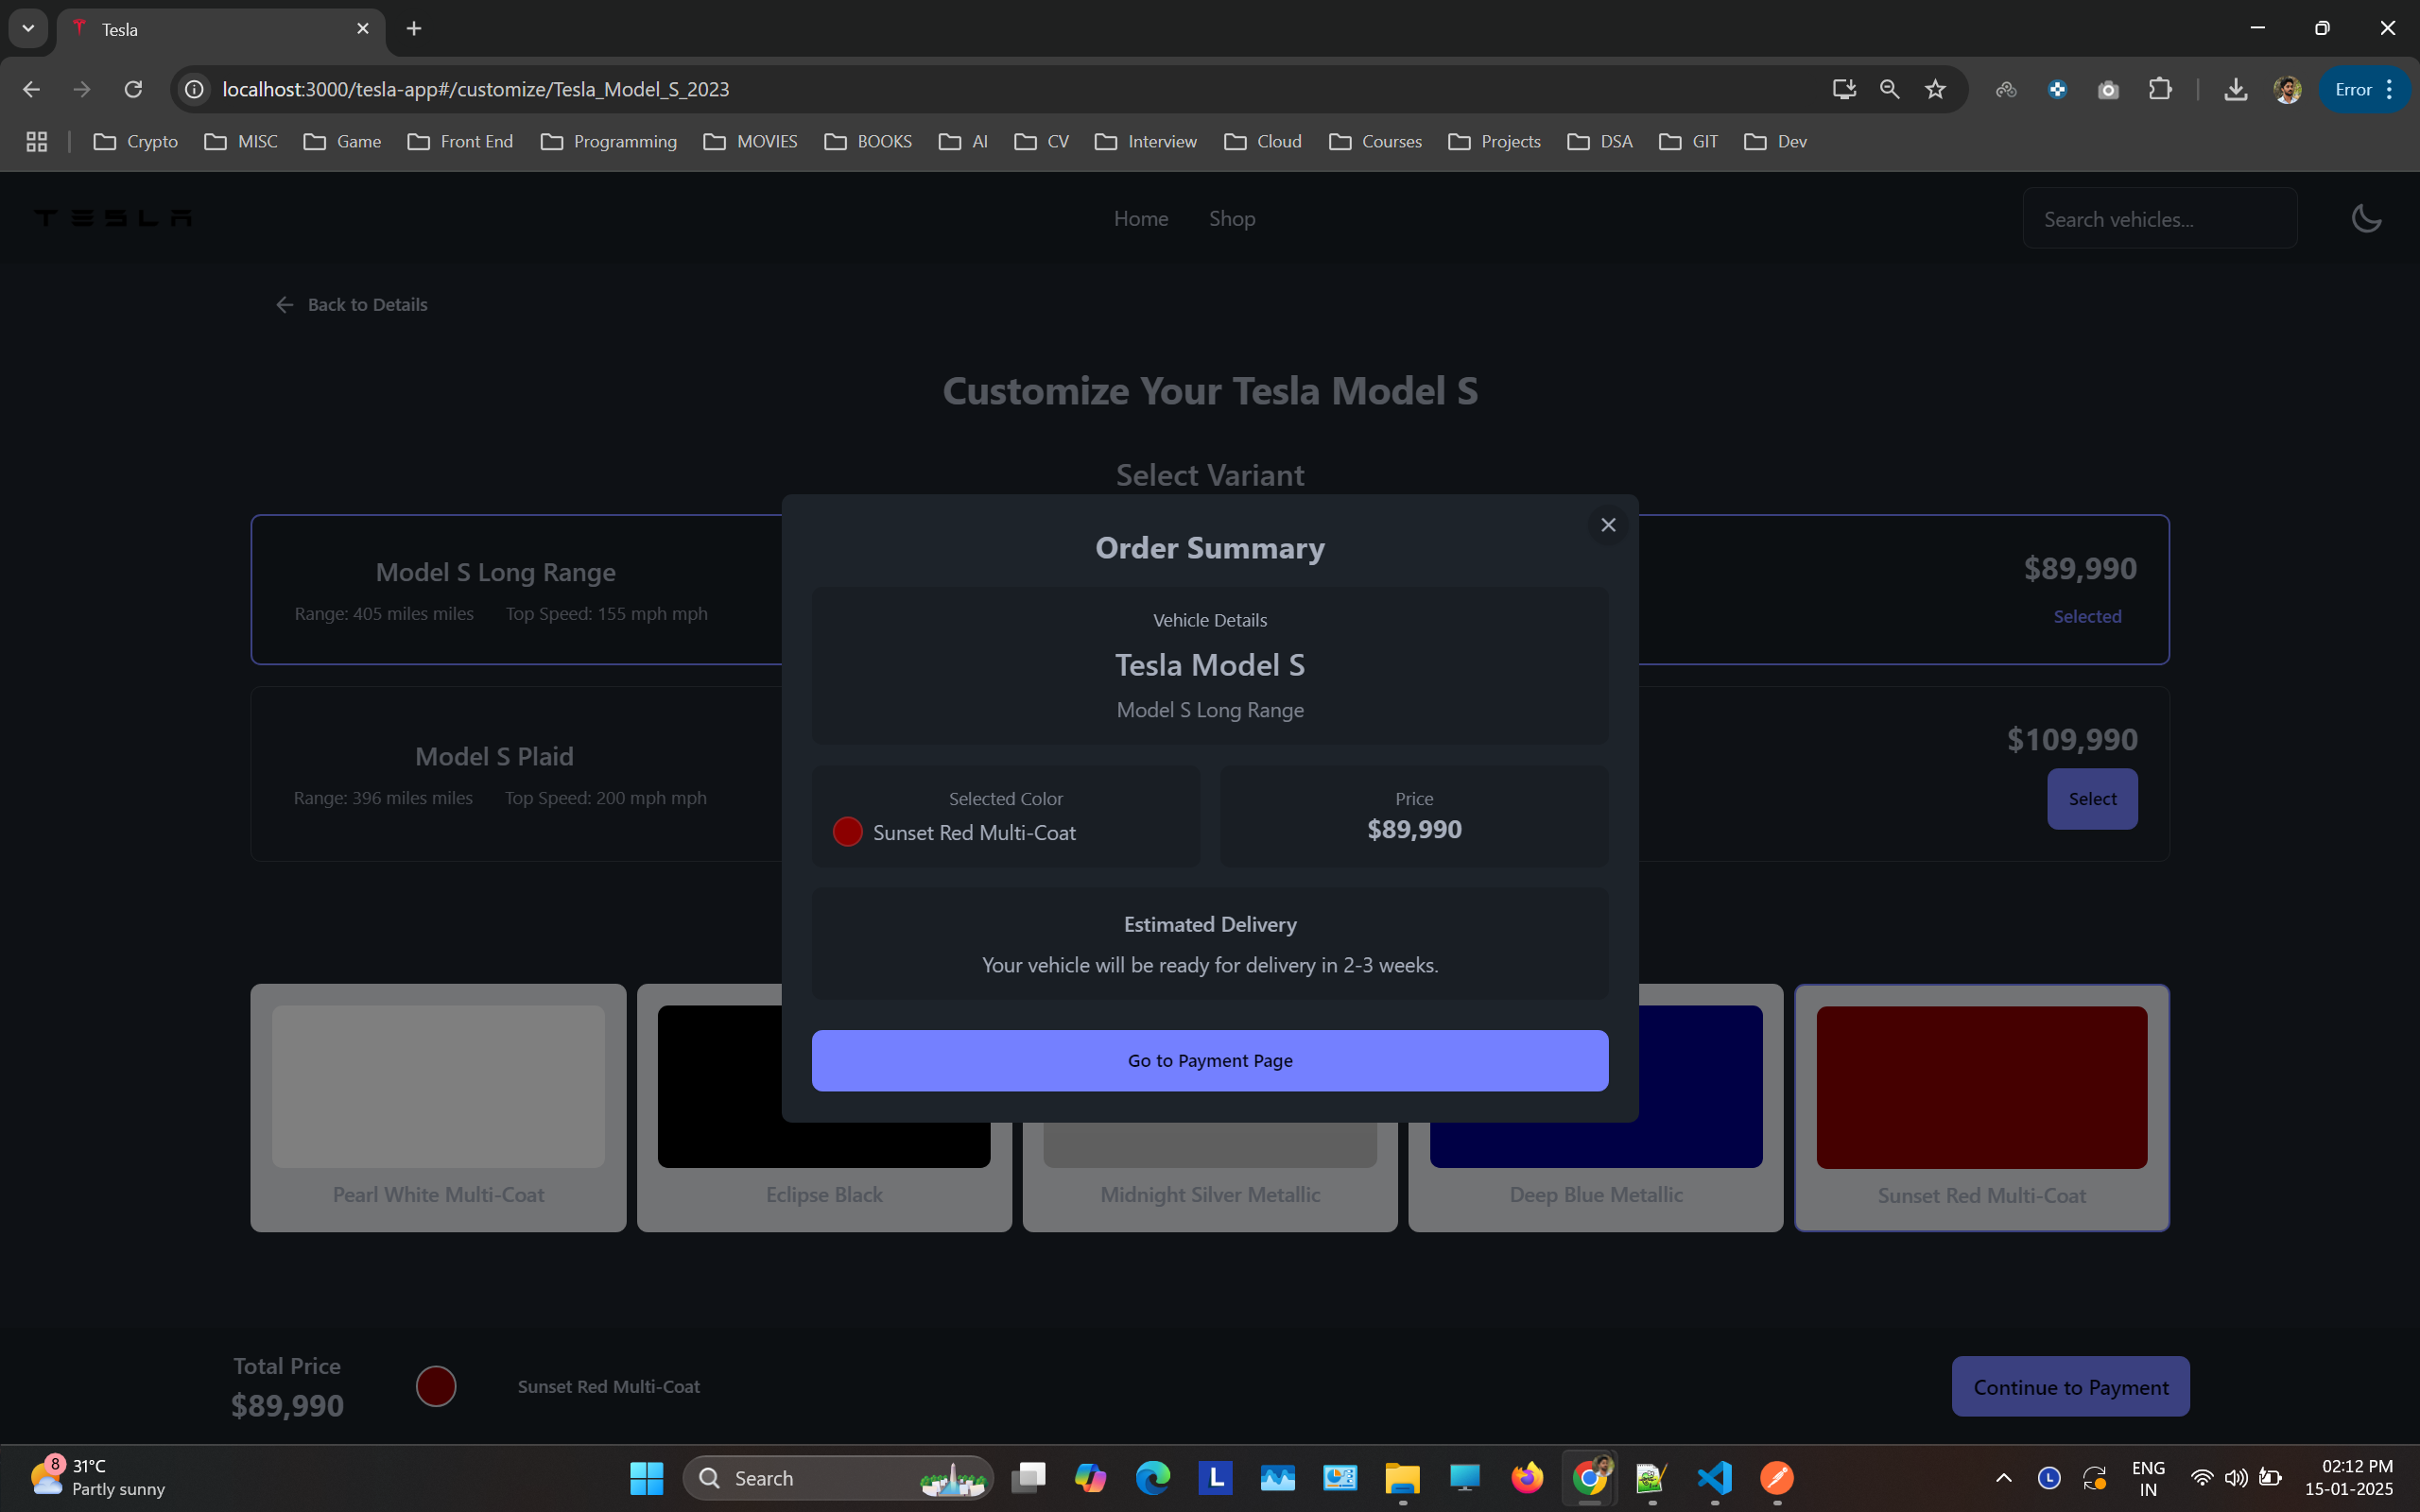 Tesla
localhost:3000/tesla-app#/customize/Tesla_Model_S_2023
Error
Crypto
MISC
Game
Front End
Programming
MOVIES
BOOKS
AI
CV
Interview
Cloud
Courses
Projects
DSA
GIT
Dev
TESLA
Home
Shop
Search vehicles...
Back to Details
Customize Your Tesla Model S
Select Variant
Model S Long Range
Range: 405 miles miles
Top Speed: 155 mph mph
$89,990
Selected
Model S Plaid
Range: 396 miles miles
Top Speed: 200 mph mph
$109,990
Select
Order Summary
Vehicle Details
Tesla Model S
Model S Long Range
Selected Color
Sunset Red Multi-Coat
Price
$89,990
Estimated Delivery
Your vehicle will be ready for delivery in 2-3 weeks.
Go to Payment Page
Pearl White Multi-Coat
Eclipse Black
Midnight Silver Metallic
Deep Blue Metallic
Sunset Red Multi-Coat
Total Price
$89,990
Sunset Red Multi-Coat
Continue to Payment
8
31°C
Partly sunny
Search
L
L
ENG
IN
02:12 PM
15-01-2025